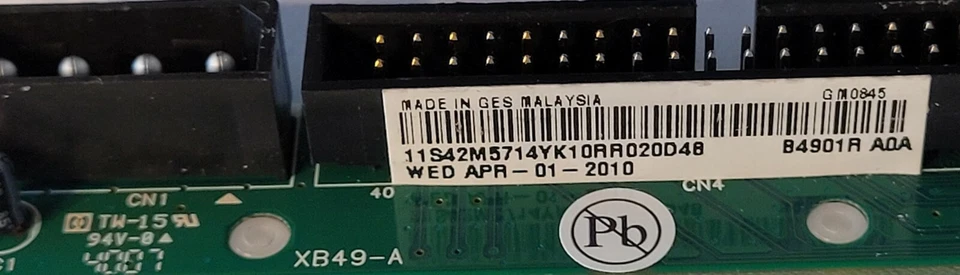 MADE IN GES MALAYSIA
GM0845
11S42M5714YK10RR020D48
B4901R A0A
WED APR-01-2010
40
CN4
CN1
TW-15
94V-0
Pb
XB49-A